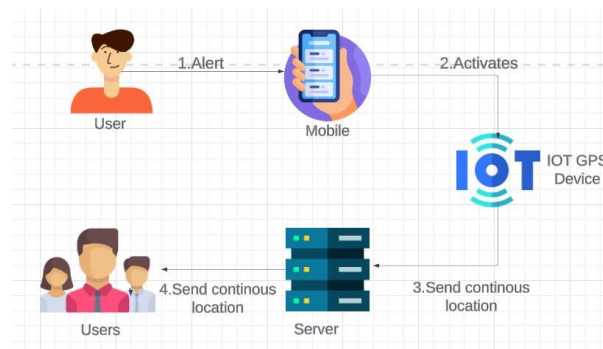 1.Alert
2.Activates
User
Mobile
IOT
IOT GPS
Device
4.Send continous
location
3.Send continous
location
Users
Server